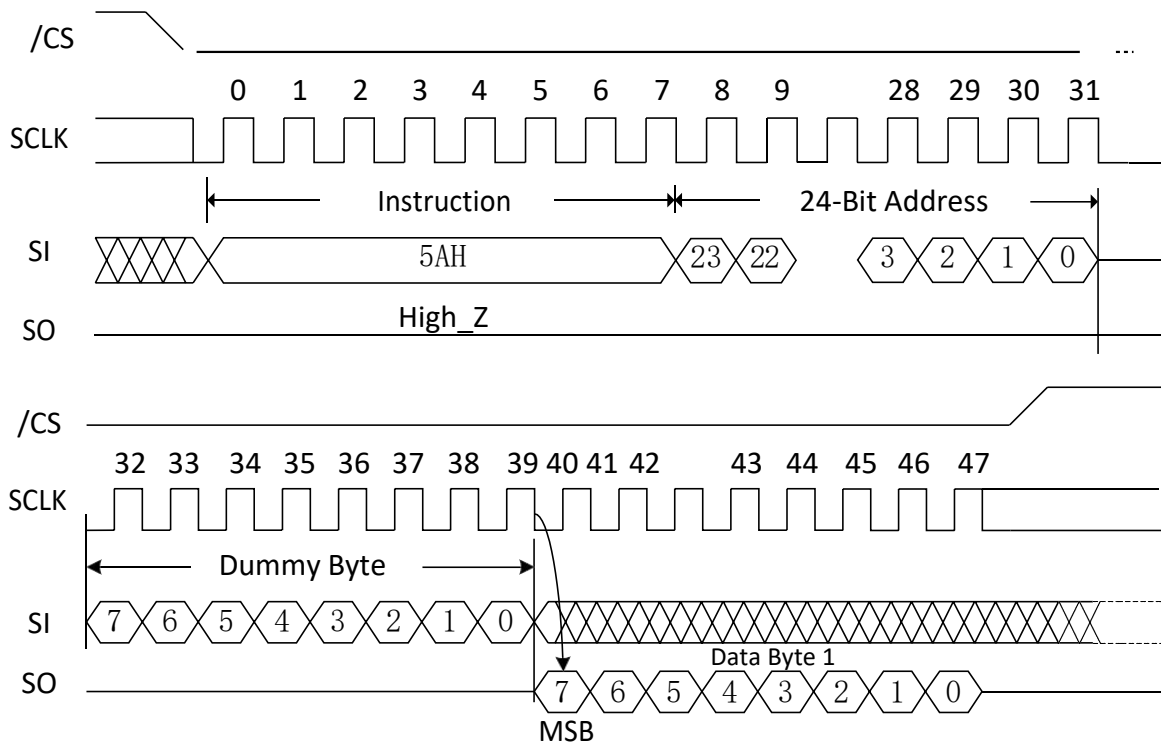 /CS
...
0 1 2 3 4 5 6 7 8 9 28 29 30 31
SCLK
Instruction 24-Bit Address
SI 5AH 23 22 3 2 1 0
High_Z
SO
/CS
32 33 34 35 36 37 38 39 40 41 42 43 44 45 46 47
SCLK
Dummy Byte
SI 7 6 5 4 3 2 1 0
Data Byte 1
SO 7 6 5 4 3 2 1 0
MSB